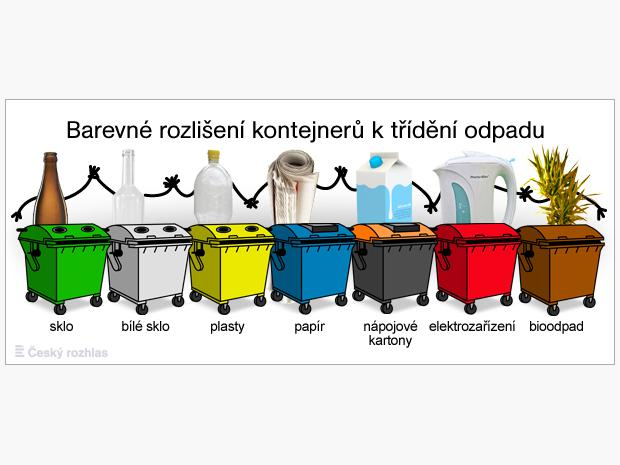 Barevné rozlišení kontejnerů k třídění odpadu
sklo
bílé sklo
plasty
papír
nápojové
kartony
elektrozařízení
bioodpad
Český rozhlas